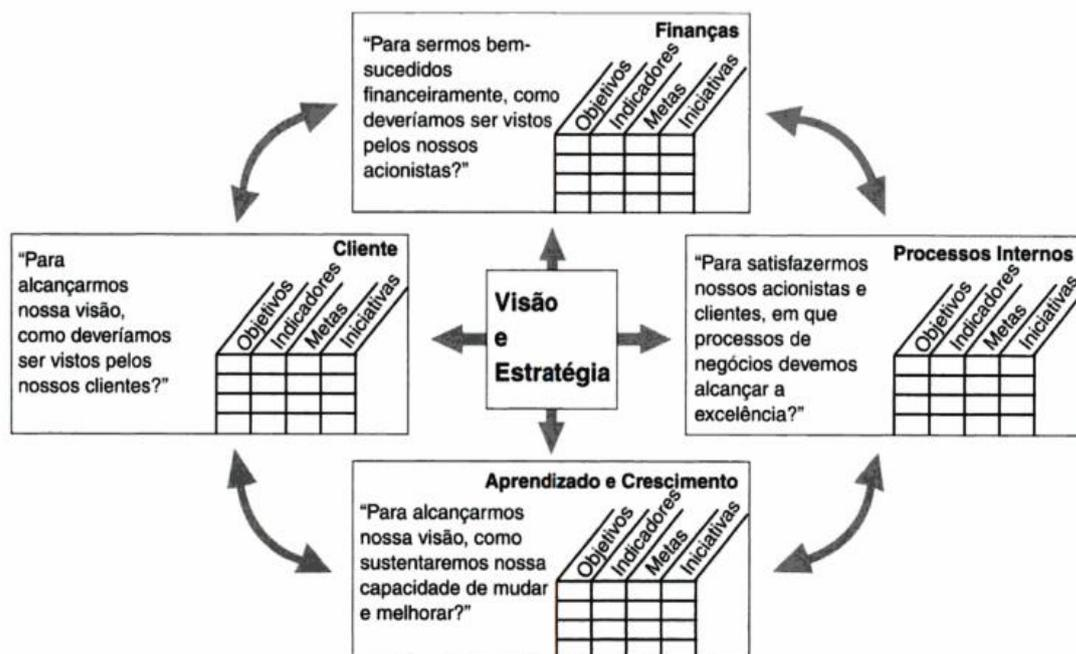 Finanças
“Para sermos bem-
sucedidos
financeiramente, como
deveríamos ser vistos
pelos nossos
acionistas?”
Objetivos
Indicadores
Metas
Iniciativas
Cliente
“Para
alcançarmos
nossa visão,
como deveríamos
ser vistos pelos
nossos clientes?”
Objetivos
Indicadores
Metas
Iniciativas
Visão
e
Estratégia
Processos Internos
“Para satisfazermos
nossos acionistas e
clientes, em que
processos de
negócios devemos
alcançar a
excelência?”
Objetivos
Indicadores
Metas
Iniciativas
Aprendizado e Crescimento
“Para alcançarmos
nossa visão, como
sustentaremos nossa
capacidade de mudar
e melhorar?”
Objetivos
Indicadores
Metas
Iniciativas